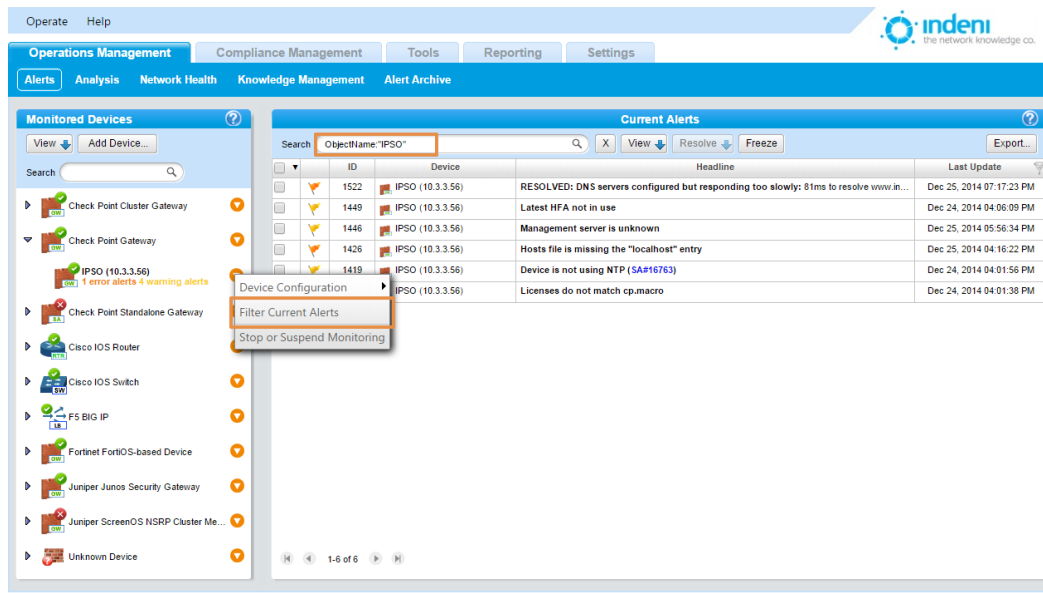 Operate Help
indeni
the network knowledge co.
Operations Management Compliance Management Tools Reporting Settings
Alerts Analysis Network Health Knowledge Management Alert Archive
Monitored Devices ?
View Add Device...
Search
Check Point Cluster Gateway
Check Point Gateway
IPSO (10.3.3.56)
1 error alerts 4 warning alerts
Check Point Standalone Gateway
Cisco IOS Router
Cisco IOS Switch
F5 BIG IP
Fortinet FortiOS-based Device
Juniper Junos Security Gateway
Juniper ScreenOS NSRP Cluster Me...
Unknown Device
GW
GW
GW
SA
RTR
SW
LB
GW
GW
GW
Device Configuration
Filter Current Alerts
Stop or Suspend Monitoring
Current Alerts ?
Search ObjectName:"IPSO" X View Resolve Freeze Export...
ID Device Headline Last Update
1522 IPSO (10.3.3.56) RESOLVED: DNS servers configured but responding too slowly: 81ms to resolve www.in... Dec 25, 2014 07:17:23 PM
1449 IPSO (10.3.3.56) Latest HFA not in use Dec 24, 2014 04:06:09 PM
1446 IPSO (10.3.3.56) Management server is unknown Dec 25, 2014 05:56:34 PM
1426 IPSO (10.3.3.56) Hosts file is missing the "localhost" entry Dec 25, 2014 04:16:22 PM
1419 IPSO (10.3.3.56) Device is not using NTP (SA#16763) Dec 24, 2014 04:01:56 PM
IPSO (10.3.3.56) Licenses do not match cp.macro Dec 24, 2014 04:01:38 PM
1-6 of 6